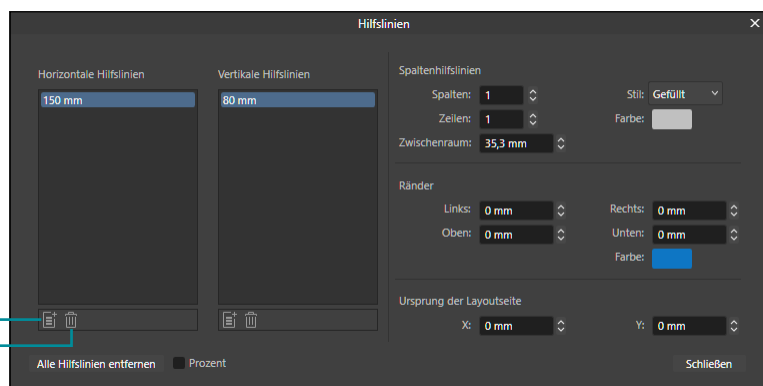 Hilfslinien
Horizontale Hilfslinien
150 mm
Vertikale Hilfslinien
80 mm
Spaltenhilfslinien
Spalten: 1
Stil: Gefüllt
Zeilen: 1
Farbe:
Zwischenraum: 35,3 mm
Ränder
Links: 0 mm
Rechts: 0 mm
Oben: 0 mm
Unten: 0 mm
Farbe:
Ursprung der Layoutseite
X: 0 mm
Y: 0 mm
Alle Hilfslinien entfernen
Prozent
Schließen